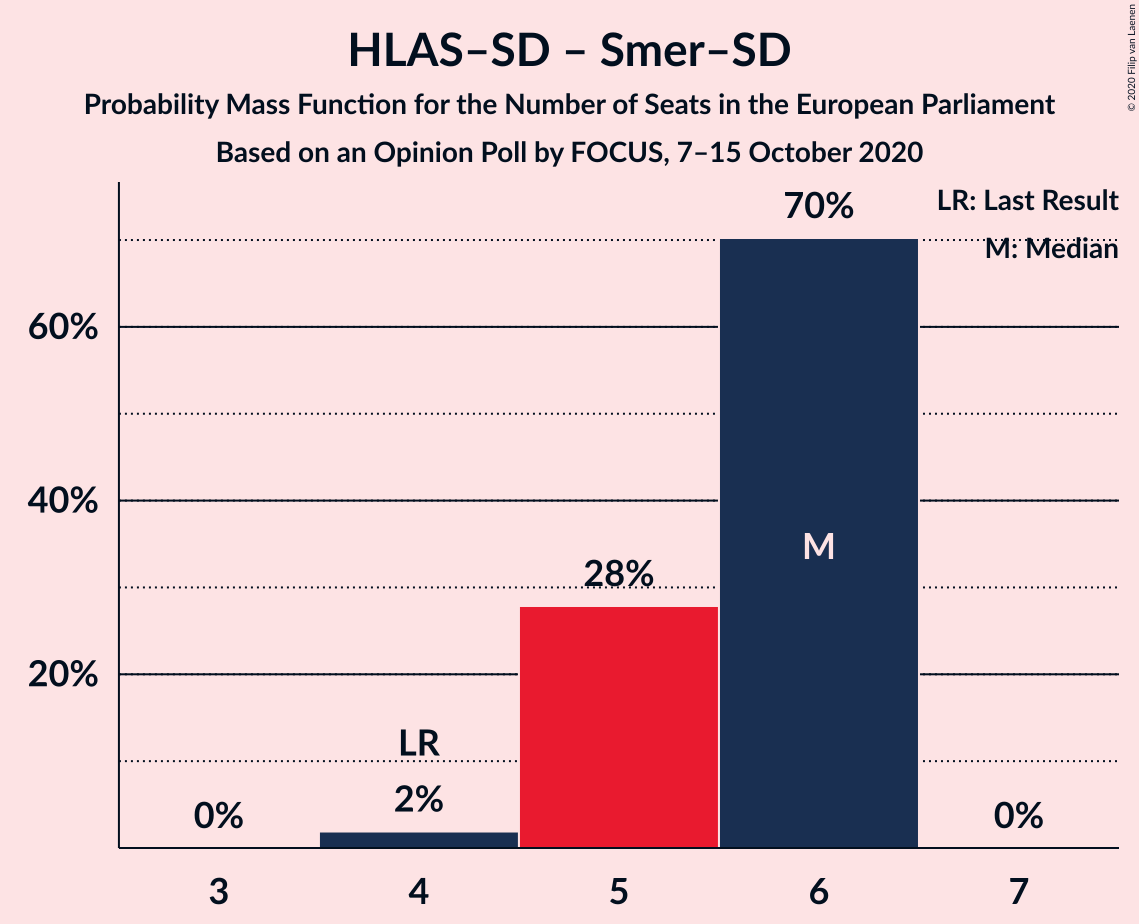 HLAS–SD – Smer–SD
Probability Mass Function for the Number of Seats in the European Parliament
Based on an Opinion Poll by FOCUS, 7–15 October 2020
© 2020 Filip van Laenen
LR: Last Result
M: Median
70%
60%
M
40%
28%
20%
LR
2%
0%
0%
3 4 5 6 7